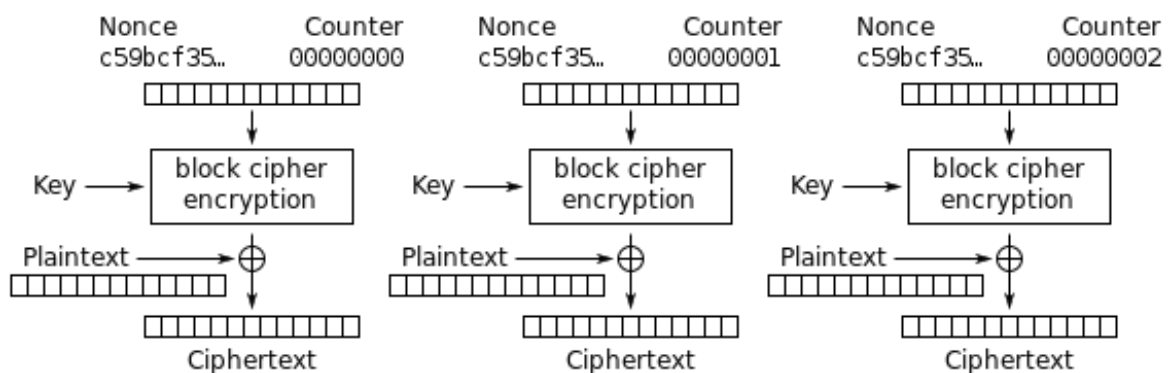 Nonce Counter Nonce Counter Nonce Counter
c59bcf35… 00000000 c59bcf35… 00000001 c59bcf35… 00000002
block cipher block cipher block cipher
Key Key Key
encryption encryption encryption
Plaintext Plaintext Plaintext
Ciphertext Ciphertext Ciphertext